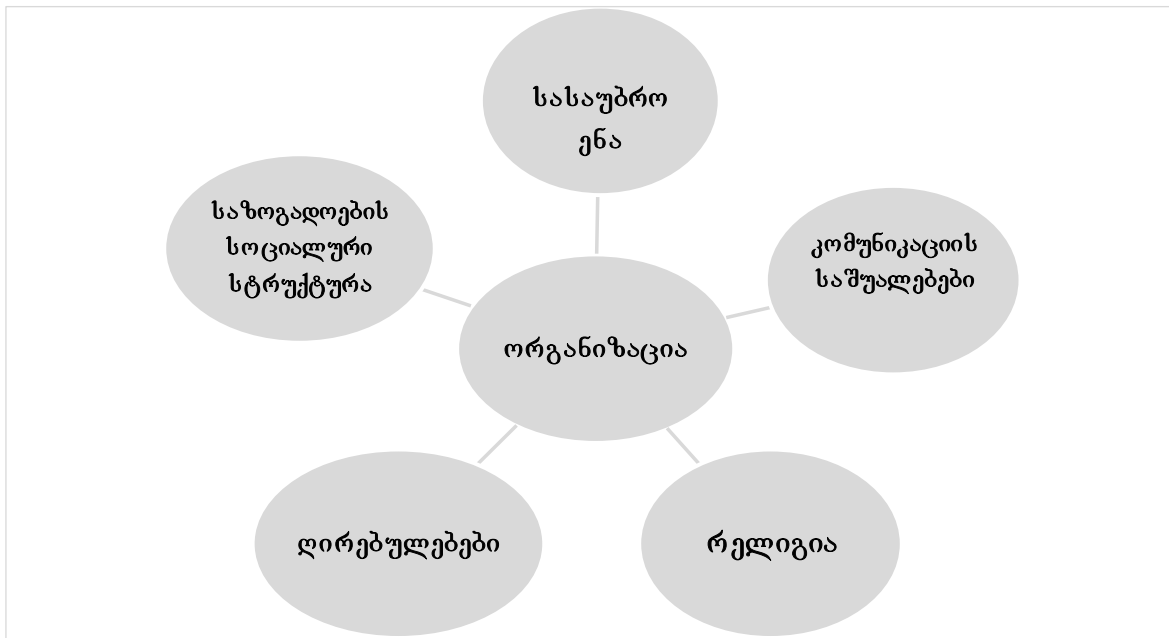 სასაუბრო
ენა
საზოგადოების
სოციალური
სტრუქტურა
კომუნიკაციის
საშუალებები
ორგანიზაცია
ღირებულებები
რელიგია